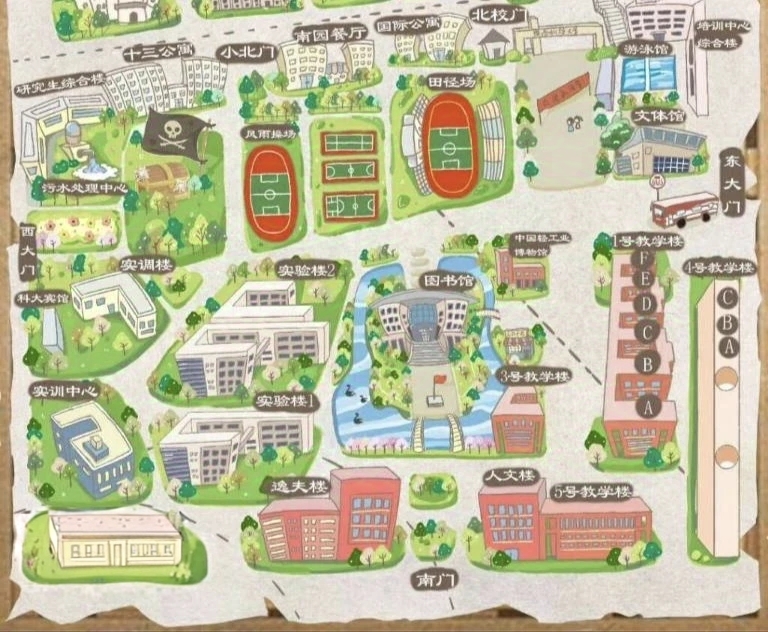 北校门
培训中心
综合楼
国际公寓
南园餐厅
小北门
十三公寓
游泳馆
研究生综合楼
田径场
文体馆
风雨操场
污水处理中心
东大门
西大门
中国轻工业
博物馆
1号教学楼
F
E
D
C
B
A
4号教学楼
C
B
A
实调楼
实验楼2
图书馆
科大宾馆
3号教学楼
实训中心
实验楼1
逸夫楼
人文楼
5号教学楼
南门